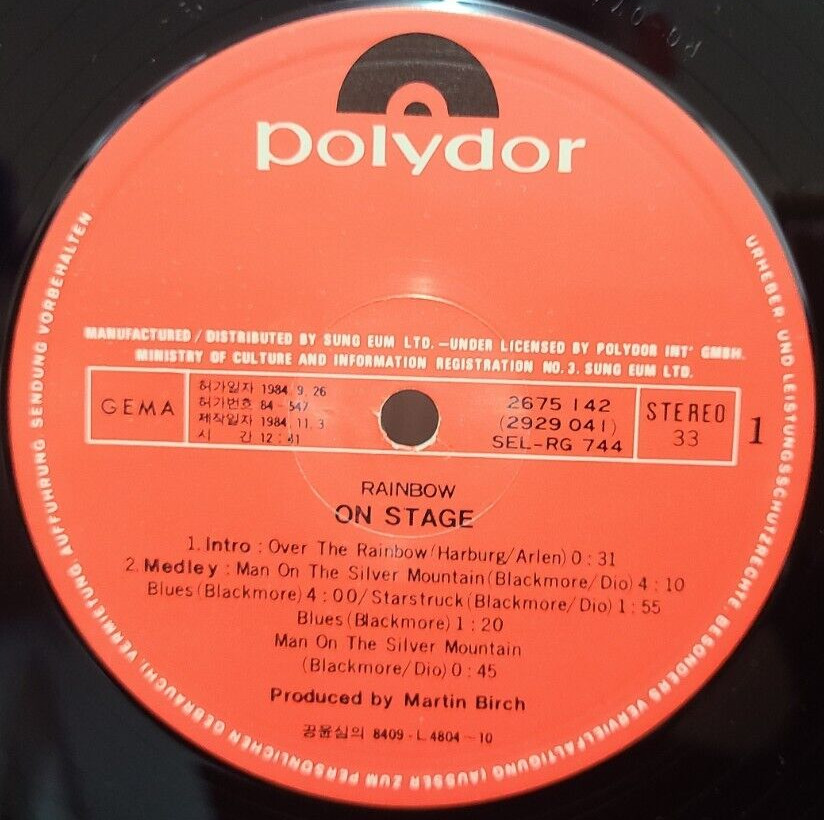 polydor
MANUFACTURED / DISTRIBUTED BY SUNG EUM LTD. —UNDER LICENSED BY POLYDOR INT' GMBH.
MINISTRY OF CULTURE AND INFORMATION REGISTRATION NO. 3. SUNG EUM LTD.
GEMA
허가일자 1984. 9. 26
허가번호 84 - 547
제작일자 1984. 11. 3
시 간 12 : 41
2675 142
(2929 041)
SEL-RG 744
STEREO
33
1
RAINBOW
ON STAGE
1. Intro : Over The Rainbow (Harburg/Arlen) 0 : 31
2. Medley : Man On The Silver Mountain (Blackmore/Dio) 4 : 10
Blues (Blackmore) 4 : 00/Starstruck (Blackmore/Dio) 1 : 55
Blues (Blackmore) 1 : 20
Man On The Silver Mountain
(Blackmore/Dio) 0 : 45
Produced by Martin Birch
공윤심의 8409 - L 4804 - 10
URHEBER- UND LEISTUNGSSCHUTZRECHTE, BESONDERS VERVIELFÄLTIGUNG (AUSSER ZUM PERSÖNLICHEN GEBRAUCH), VERMIETUNG AUFFÜHRUNG SENDUNG VORBEHALTEN